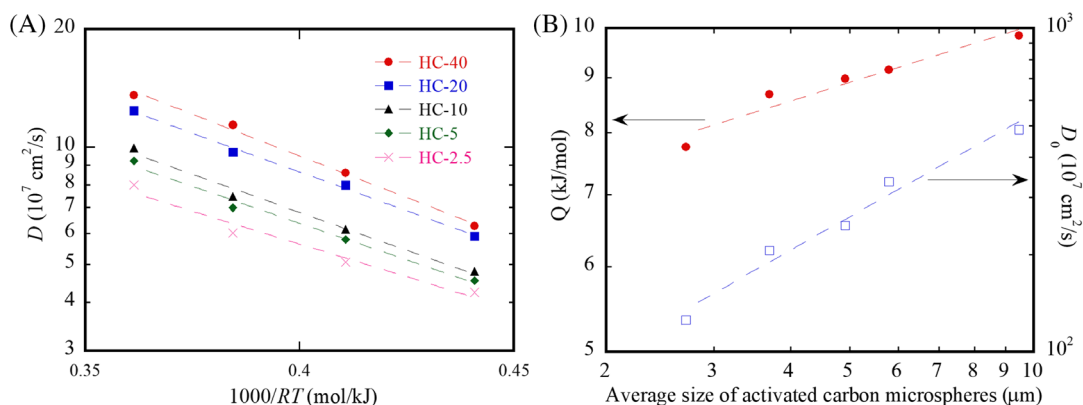 (A)
20
10
9
8
7
6
5
4
3
D (10⁷ cm²/s)
HC-40
HC-20
HC-10
HC-5
HC-2.5
0.35
0.4
0.45
1000/RT (mol/kJ)
(B)
10
9
8
7
6
5
Q (kJ/mol)
10³
10²
D₀ (10⁷ cm²/s)
2
3
4
5
6
7
8
9
10
Average size of activated carbon microspheres (μm)